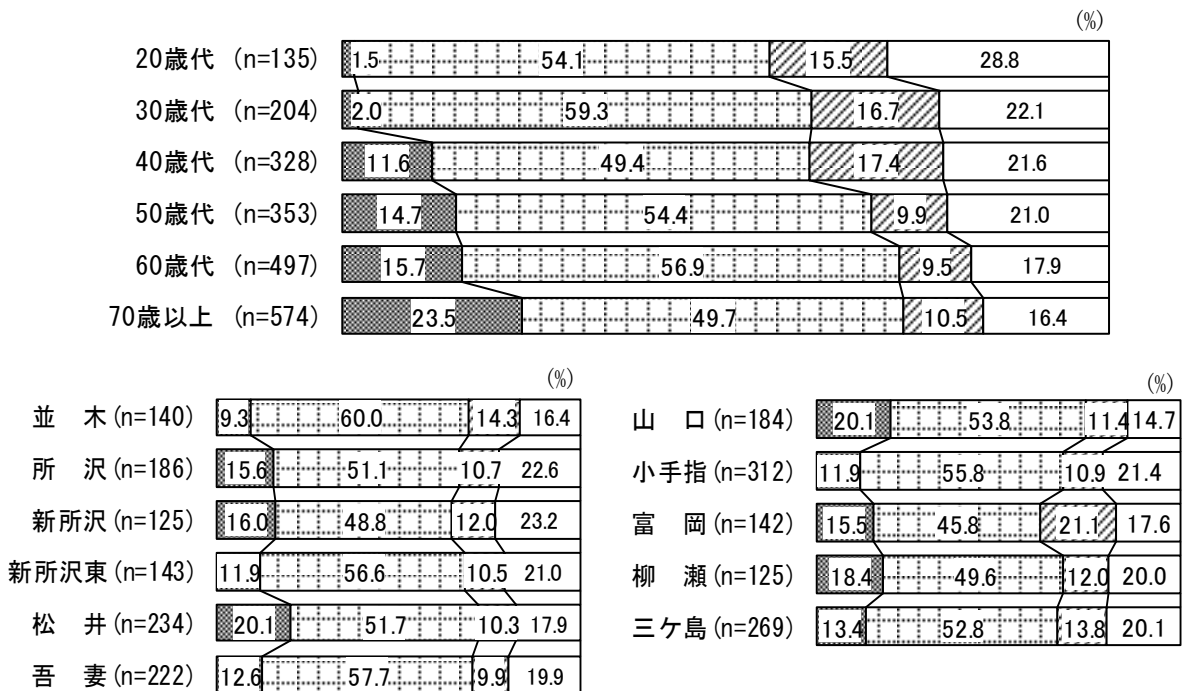 (%)
20歳代 (n=135) 1.5 54.1 15.5 28.8
30歳代 (n=204) 2.0 59.3 16.7 22.1
40歳代 (n=328) 11.6 49.4 17.4 21.6
50歳代 (n=353) 14.7 54.4 9.9 21.0
60歳代 (n=497) 15.7 56.9 9.5 17.9
70歳以上 (n=574) 23.5 49.7 10.5 16.4
(%)
並 木 (n=140) 9.3 60.0 14.3 16.4
所 沢 (n=186) 15.6 51.1 10.7 22.6
新所沢 (n=125) 16.0 48.8 12.0 23.2
新所沢東 (n=143) 11.9 56.6 10.5 21.0
松 井 (n=234) 20.1 51.7 10.3 17.9
吾 妻 (n=222) 12.6 57.7 9.9 19.9
(%)
山 口 (n=184) 20.1 53.8 11.4 14.7
小手指 (n=312) 11.9 55.8 10.9 21.4
富 岡 (n=142) 15.5 45.8 21.1 17.6
柳 瀬 (n=125) 18.4 49.6 12.0 20.0
三ケ島 (n=269) 13.4 52.8 13.8 20.1